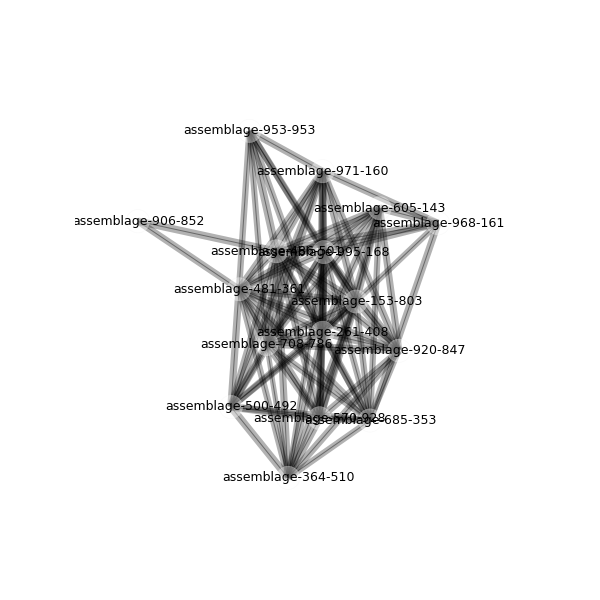 assemblage-953-953
assemblage-971-160
assemblage-605-143
assemblage-906-852
assemblage-968-161
assemblage-486-501
assemblage-995-168
assemblage-481-361
assemblage-153-803
assemblage-261-408
assemblage-708-786
assemblage-920-847
assemblage-500-492
assemblage-570-928
assemblage-685-353
assemblage-364-510